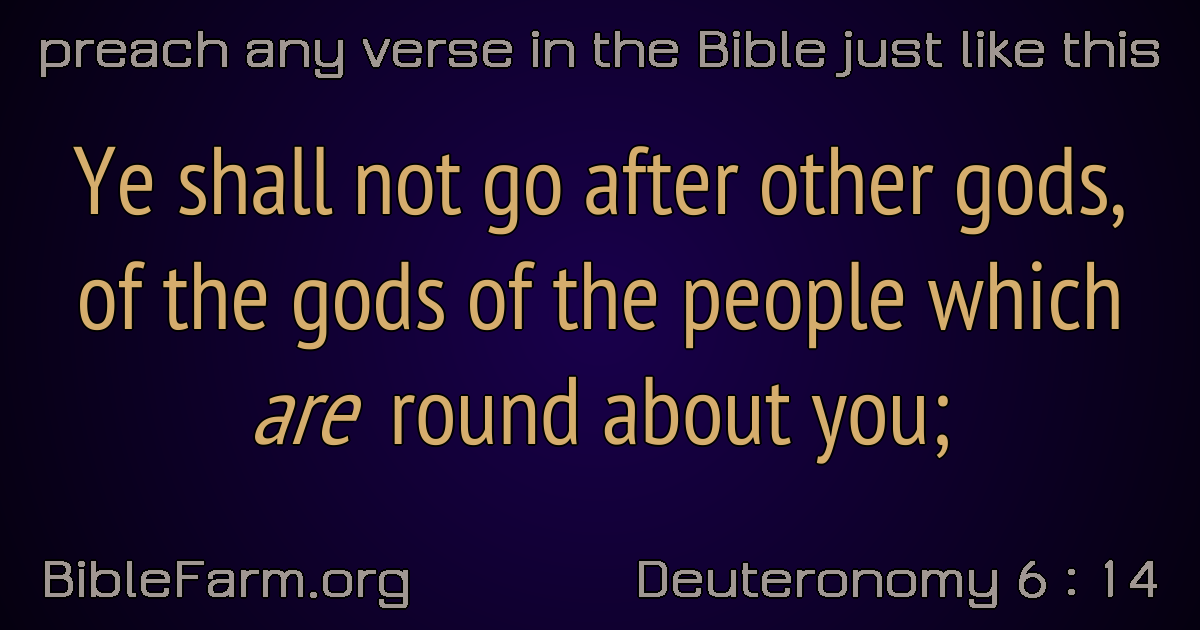 preach any verse in the Bible just like this
Ye shall not go after other gods,
of the gods of the people which
are round about you;
BibleFarm.org
Deuteronomy 6 : 14